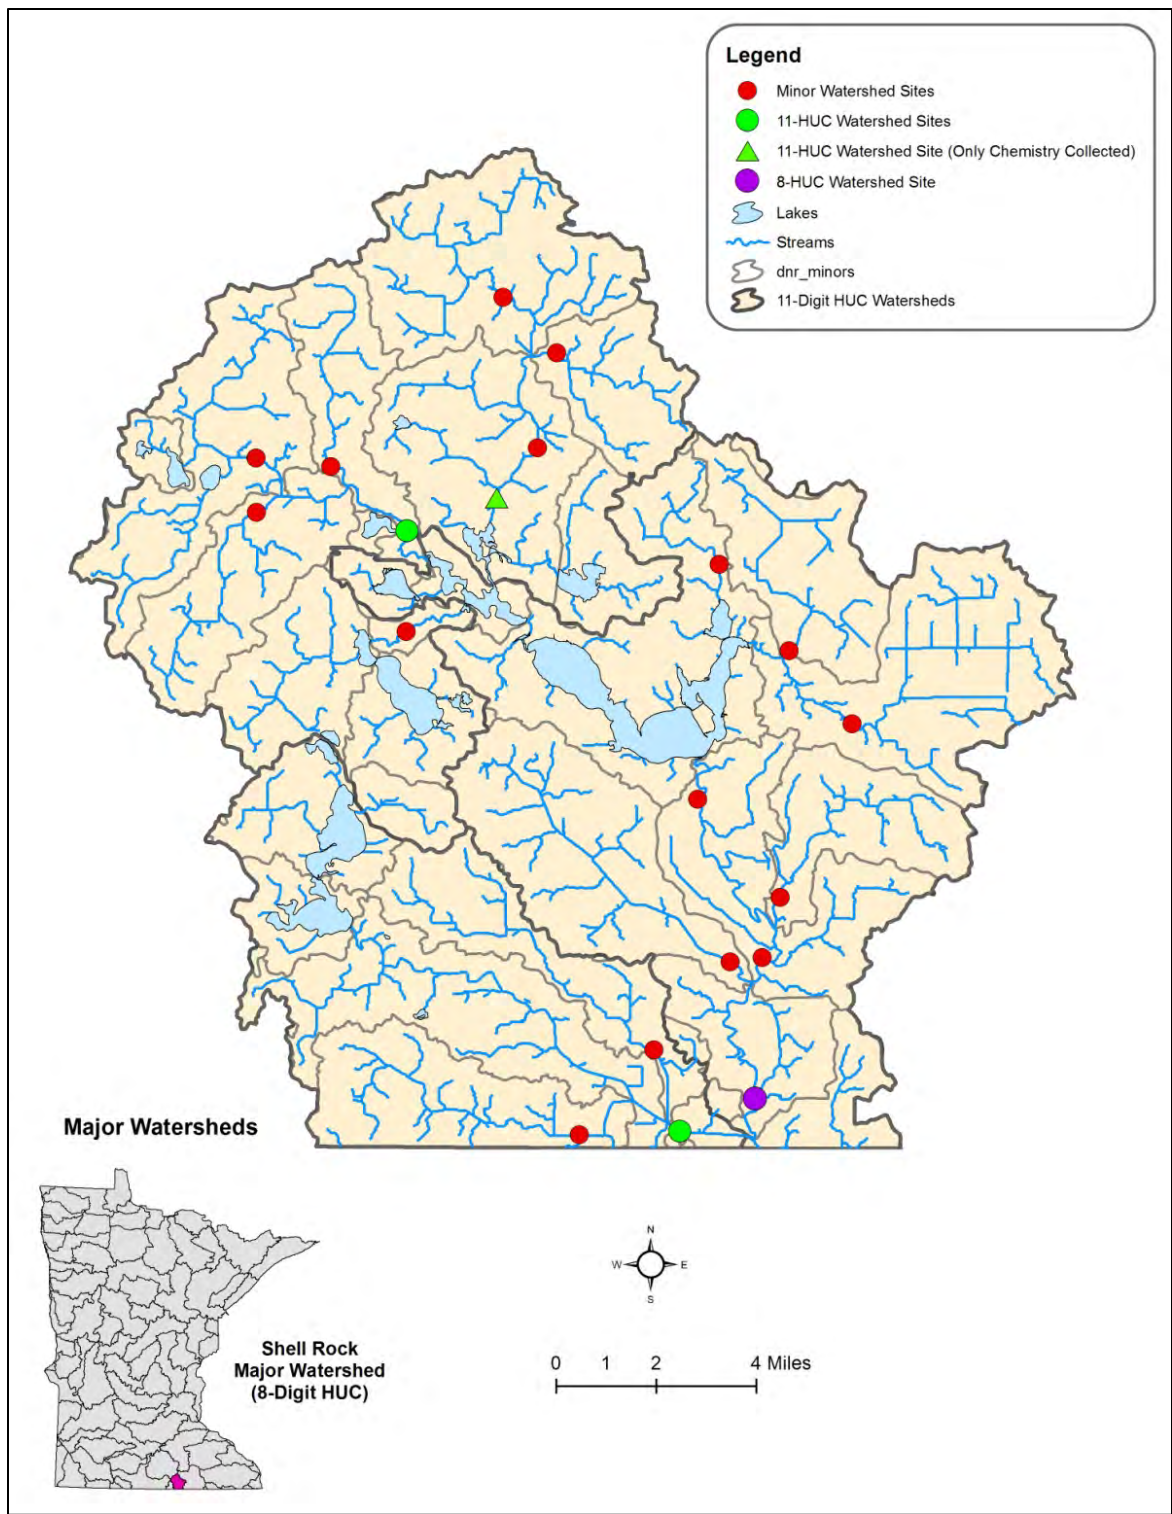 Legend
Minor Watershed Sites
11-HUC Watershed Sites
11-HUC Watershed Site (Only Chemistry Collected)
8-HUC Watershed Site
Lakes
Streams
dnr_minors
11-Digit HUC Watersheds
Major Watersheds
Shell Rock
Major Watershed
(8-Digit HUC)
N
W E
S
0 1 2 4 Miles